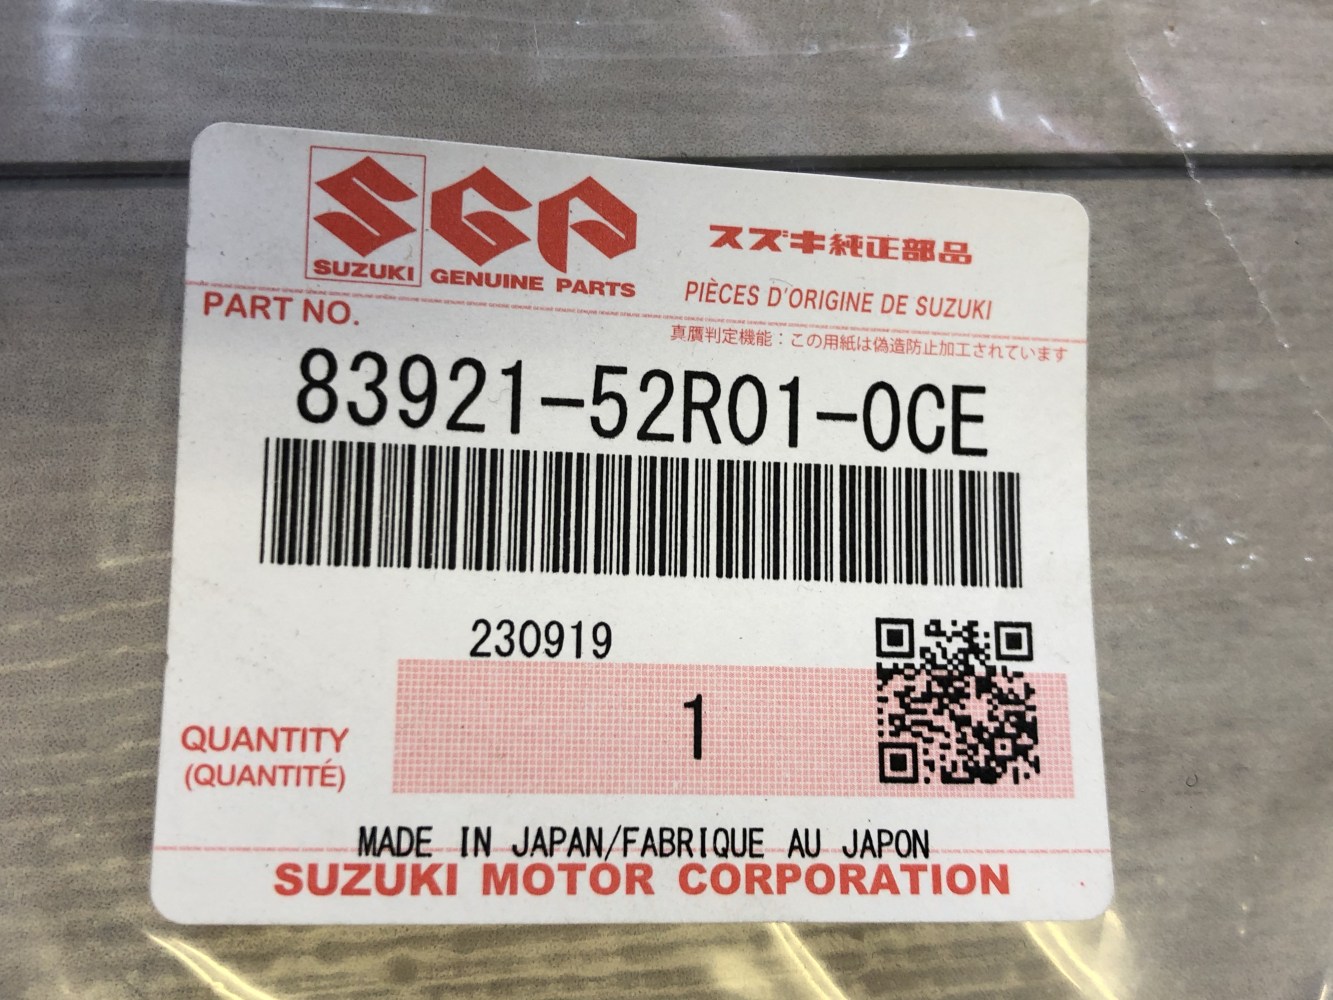 SGP
SUZUKI
GENUINE PARTS
スズキ純正部品
PIÈCES D'ORIGINE DE SUZUKI
PART NO.
真贋判定機能：この用紙は偽造防止加工されています
83921-52R01-0CE
230919
QUANTITY
(QUANTITÉ)
1
MADE IN JAPAN/FABRIQUE AU JAPON
SUZUKI MOTOR CORPORATION